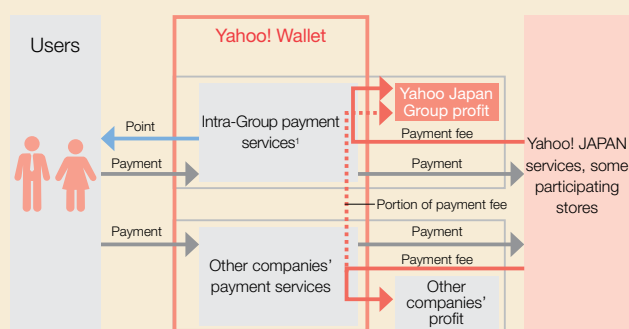 Users
Yahoo! Wallet
Point
Payment
Intra-Group payment
services¹
Yahoo Japan
Group profit
Payment fee
Payment
Yahoo! JAPAN
services, some
participating
stores
Portion of payment fee
Payment
Other companies'
payment services
Payment
Payment fee
Other
companies'
profit